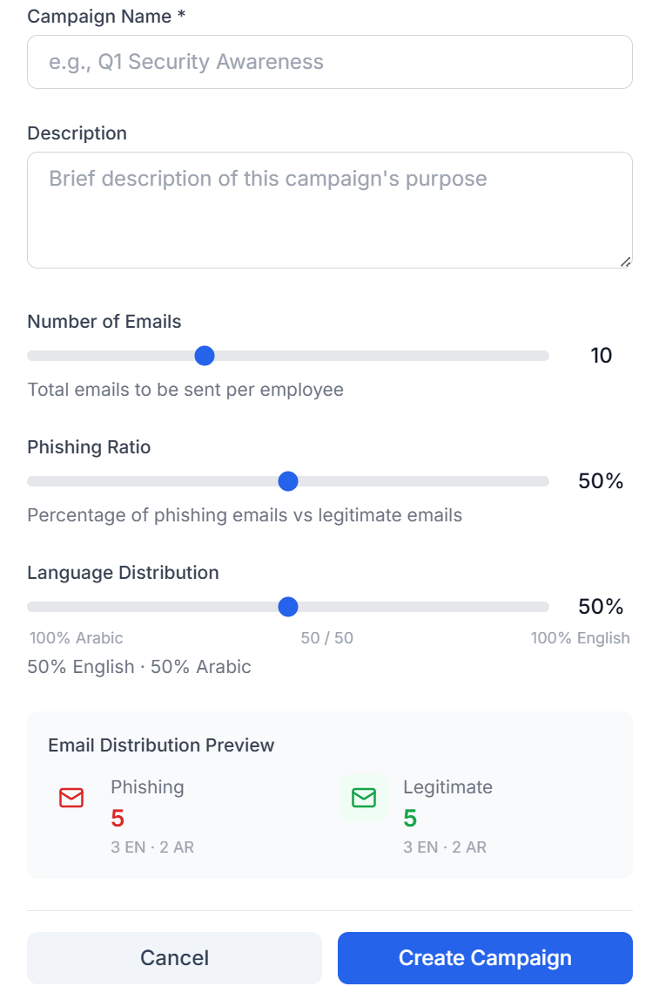 Campaign Name *
e.g., Q1 Security Awareness
Description
Brief description of this campaign's purpose
Number of Emails
10
Total emails to be sent per employee
Phishing Ratio
50%
Percentage of phishing emails vs legitimate emails
Language Distribution
50%
100% Arabic 50 / 50 100% English
50% English · 50% Arabic
Email Distribution Preview
Phishing
5
3 EN · 2 AR
Legitimate
5
3 EN · 2 AR
Cancel
Create Campaign